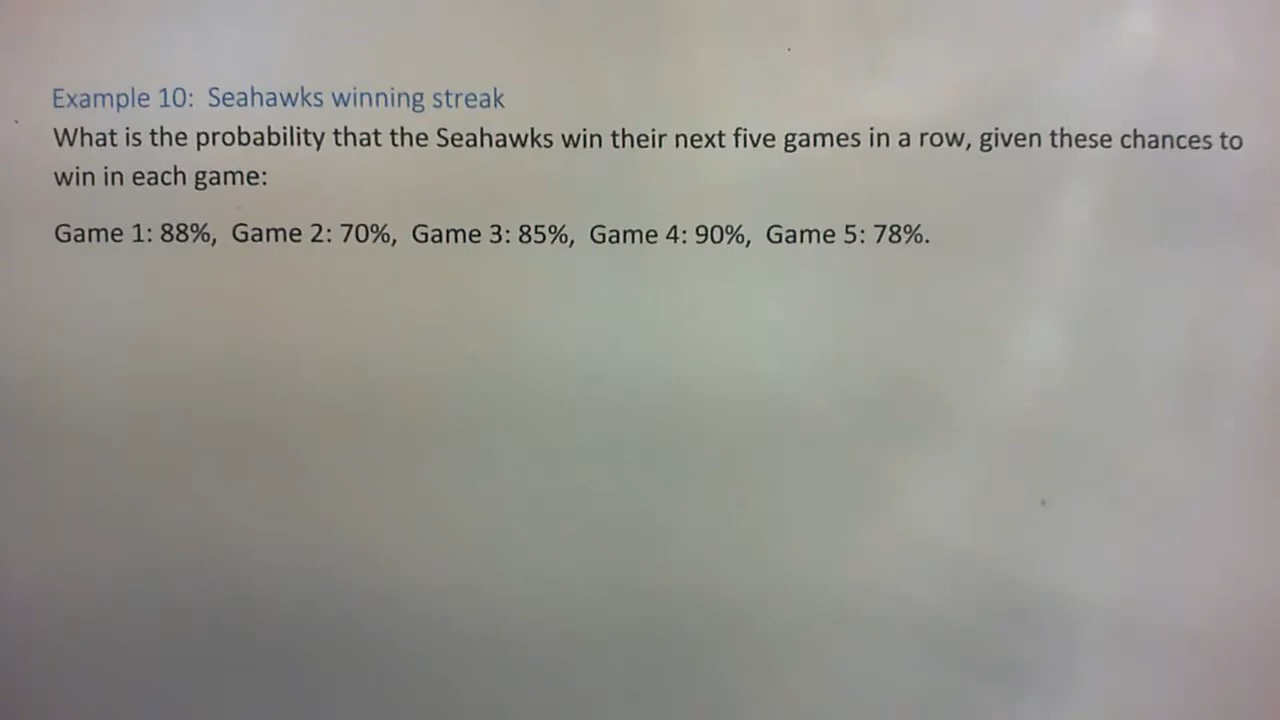 Example 10:  Seahawks winning streak
What is the probability that the Seahawks win their next five games in a row, given these chances to
win in each game:
Game 1: 88%,  Game 2: 70%,  Game 3: 85%,  Game 4: 90%,  Game 5: 78%.